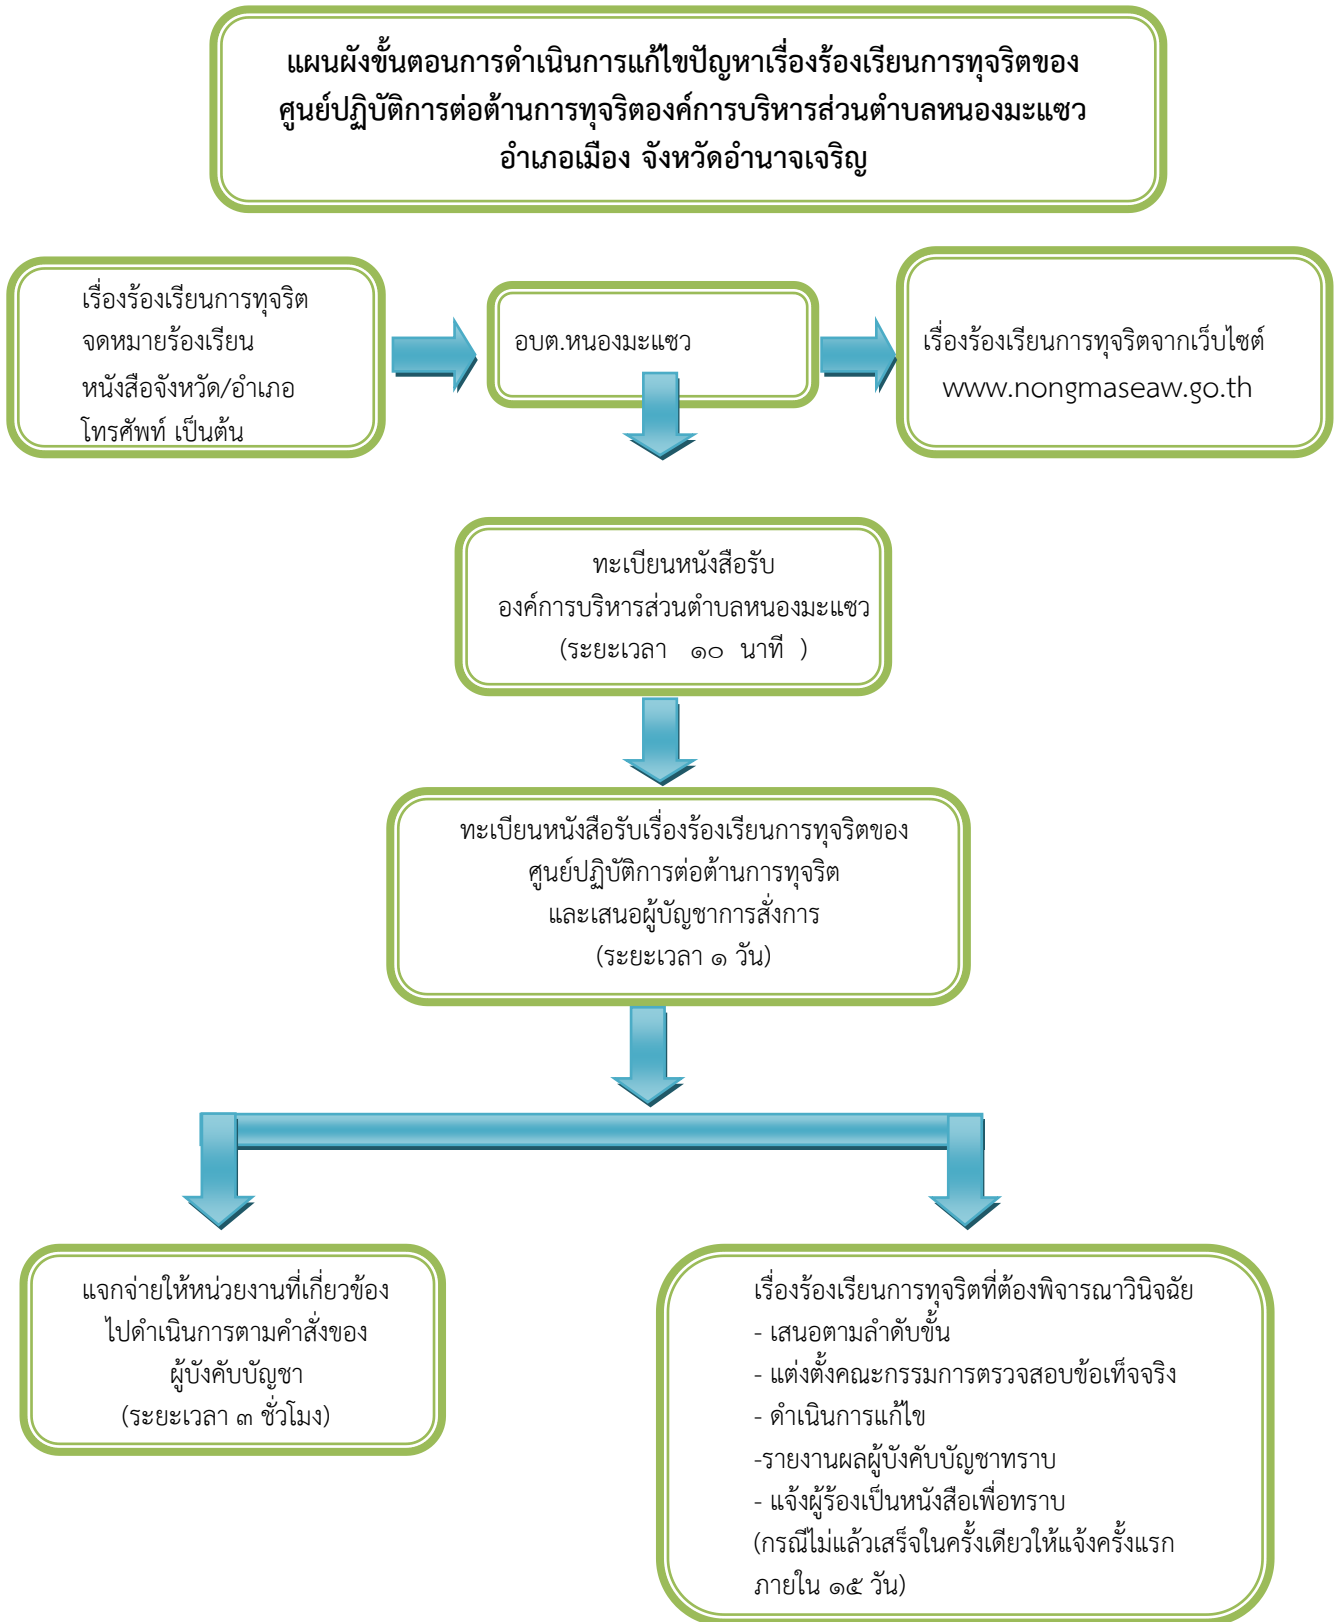 แผนผังขั้นตอนการดำเนินการแก้ไขปัญหาเรื่องร้องเรียนการทุจริตของ
ศูนย์ปฏิบัติการต่อต้านการทุจริตองค์การบริหารส่วนตำบลหนองมะแซว
อำเภอเมือง จังหวัดอำนาจเจริญ
เรื่องร้องเรียนการทุจริต
จดหมายร้องเรียน
หนังสือจังหวัด/อำเภอ
โทรศัพท์ เป็นต้น
อบต.หนองมะแซว
เรื่องร้องเรียนการทุจริตจากเว็บไซต์
www.nongmaseaw.go.th
ทะเบียนหนังสือรับ
องค์การบริหารส่วนตำบลหนองมะแซว
(ระยะเวลา ๑๐ นาที )
ทะเบียนหนังสือรับเรื่องร้องเรียนการทุจริตของ
ศูนย์ปฏิบัติการต่อต้านการทุจริต
และเสนอผู้บัญชาการสั่งการ
(ระยะเวลา ๑ วัน)
แจกจ่ายให้หน่วยงานที่เกี่ยวข้อง
ไปดำเนินการตามคำสั่งของ
ผู้บังคับบัญชา
(ระยะเวลา ๓ ชั่วโมง)
เรื่องร้องเรียนการทุจริตที่ต้องพิจารณาวินิจฉัย
- เสนอตามลำดับขั้น
- แต่งตั้งคณะกรรมการตรวจสอบข้อเท็จจริง
- ดำเนินการแก้ไข
-รายงานผลผู้บังคับบัญชาทราบ
- แจ้งผู้ร้องเป็นหนังสือเพื่อทราบ
(กรณีไม่แล้วเสร็จในครั้งเดียวให้แจ้งครั้งแรก
ภายใน ๑๕ วัน)